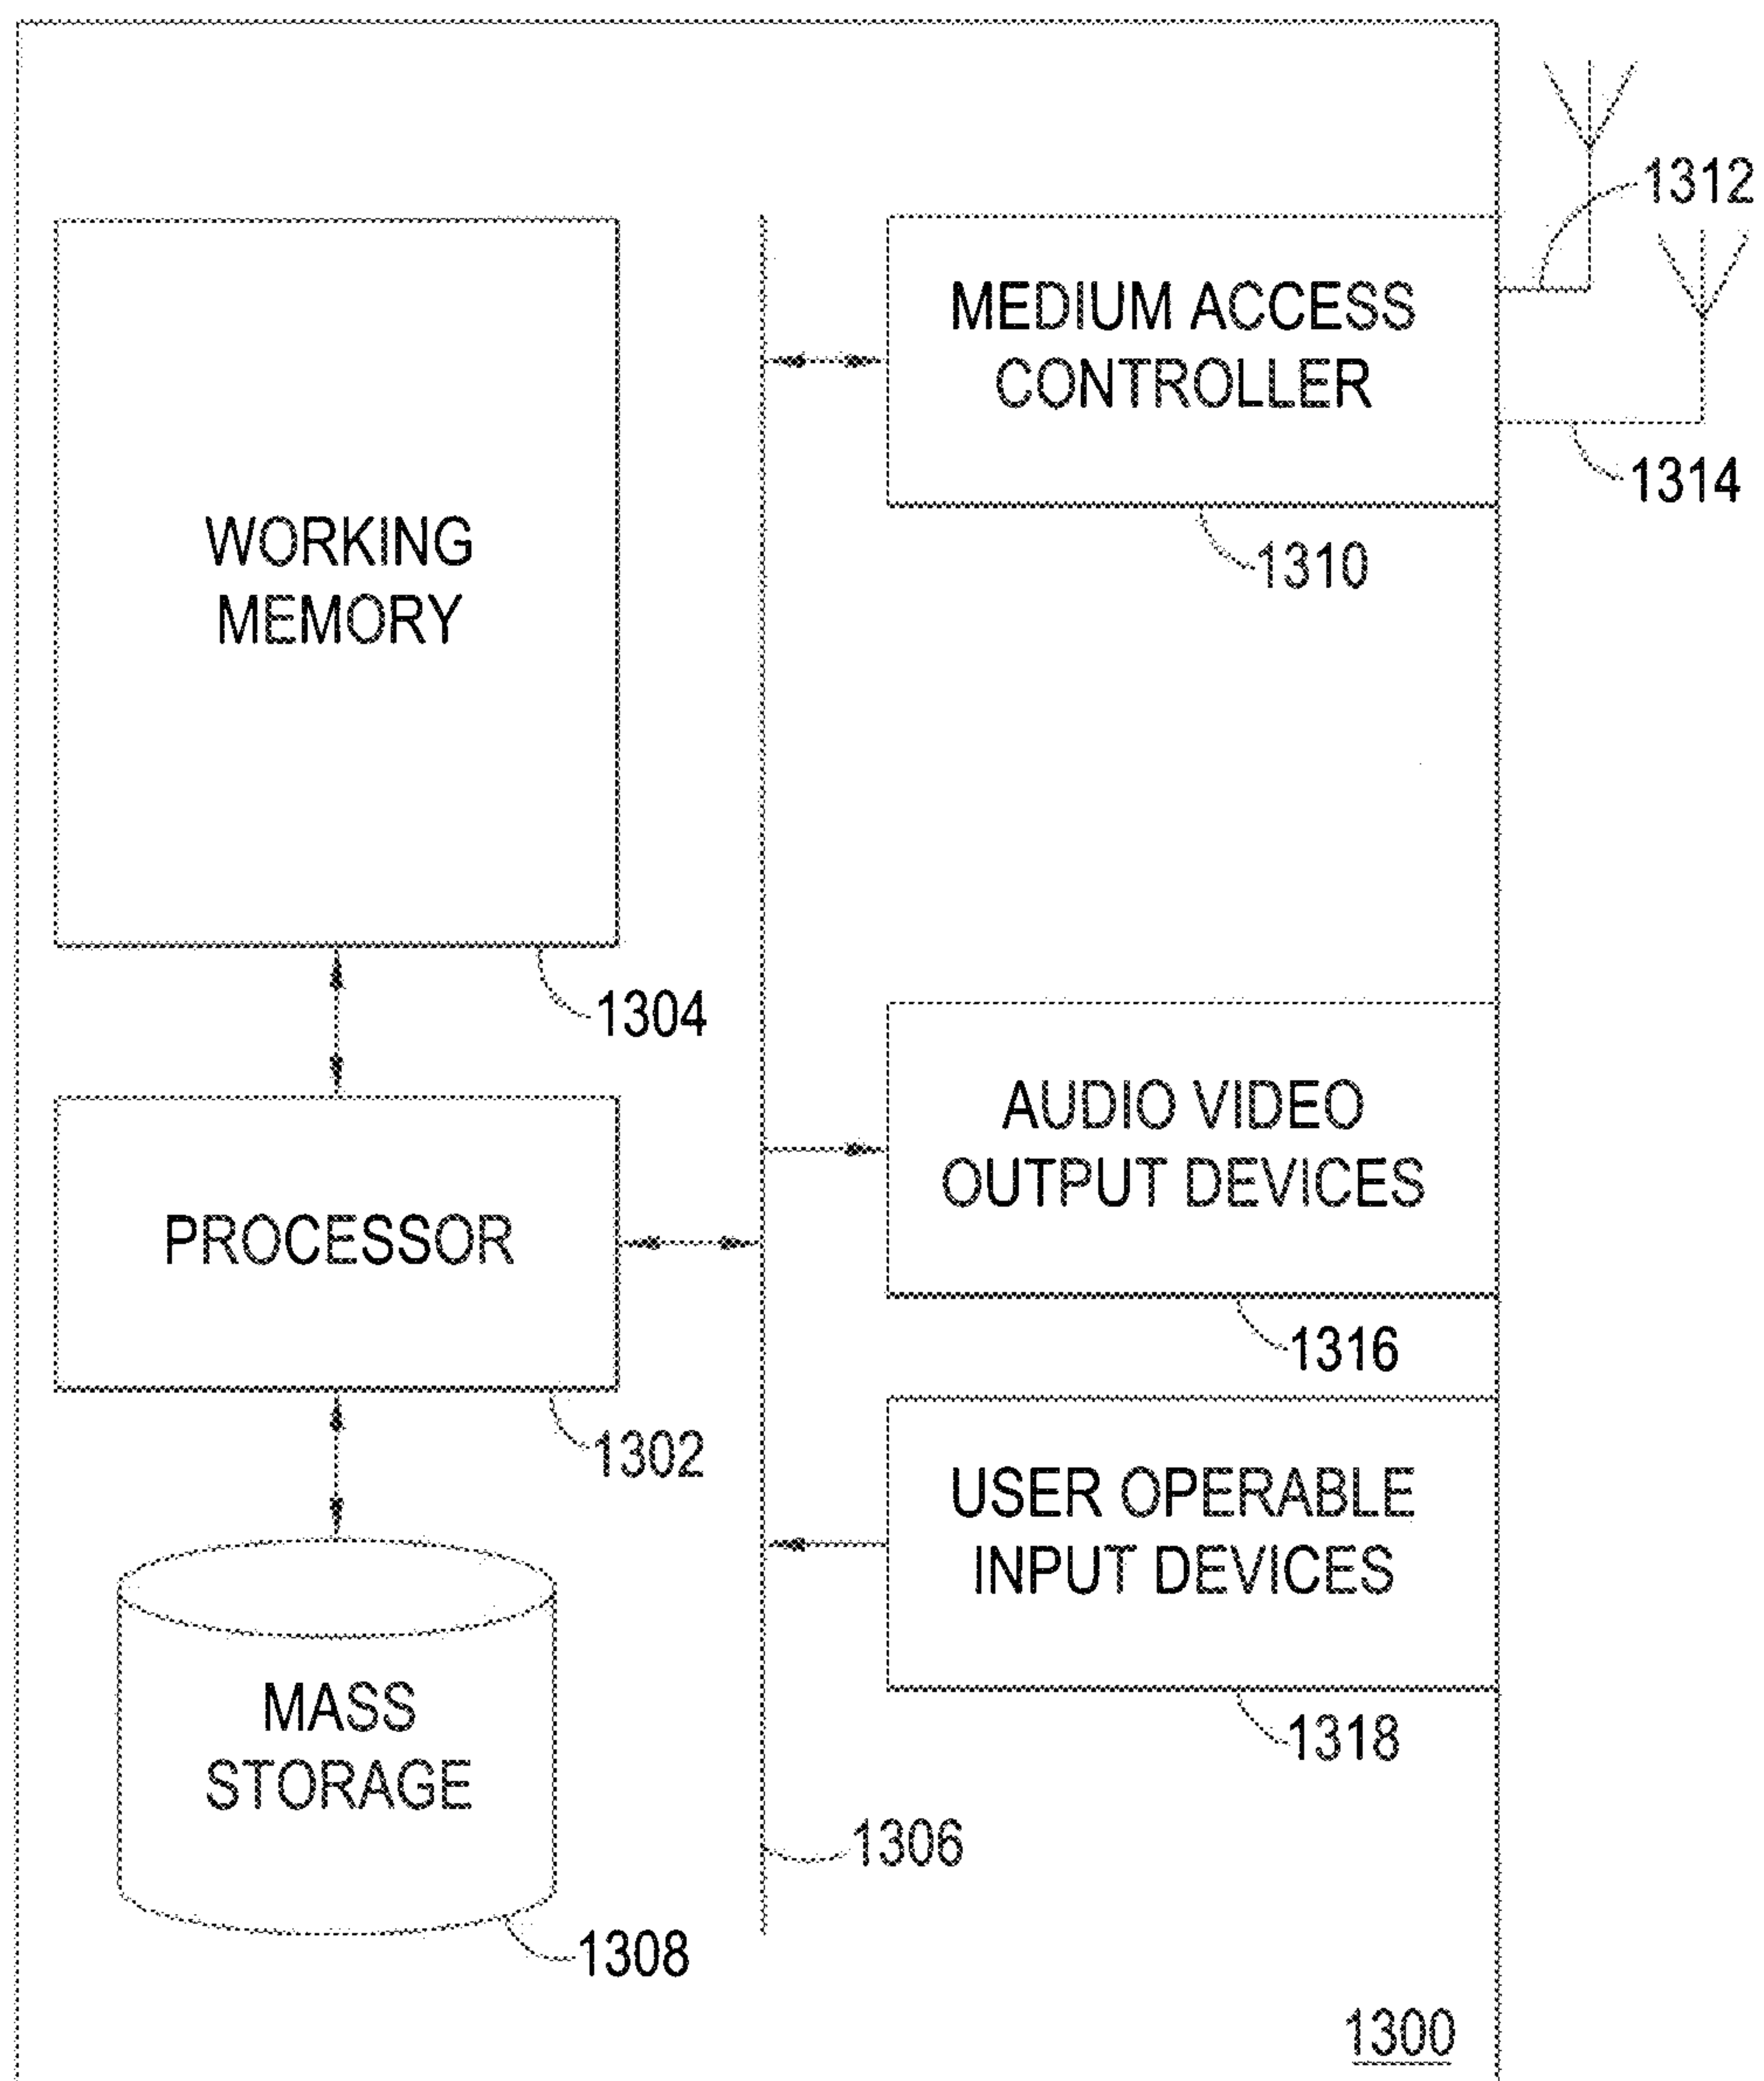 1312
MEDIUM ACCESS
CONTROLLER
1314
1310
WORKING
MEMORY
1304
AUDIO VIDEO
OUTPUT DEVICES
1316
PROCESSOR
1302
USER OPERABLE
INPUT DEVICES
1318
MASS
STORAGE
1306
1308
1300